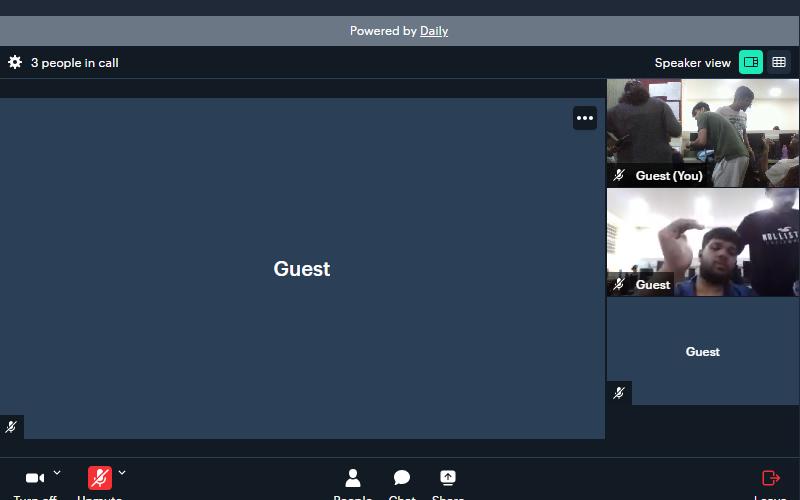 Powered by Daily
3 people in call
Speaker view
Guest (You)
HOLLIST
Guest
Guest
Guest
Turn off
Unmute
People
Chat
Share
Leave